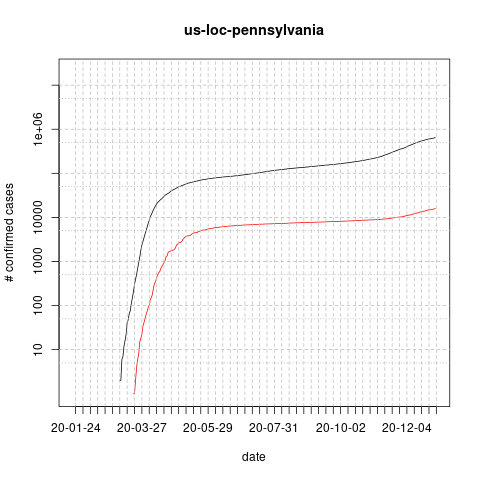 us-loc-pennsylvania
# confirmed cases
1e+06
10000
1000
100
10
20-01-24 20-03-27 20-05-29 20-07-31 20-10-02 20-12-04
date